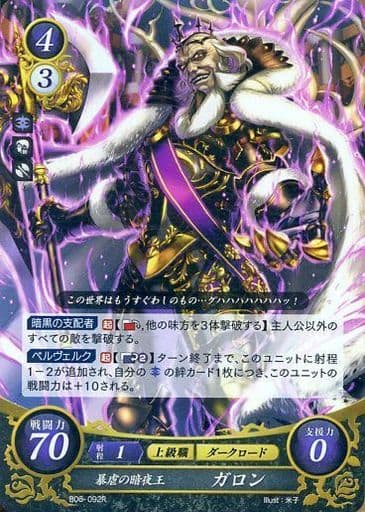 4
3
この世界はもうすぐわしのもの…グハハハハハハハッ！
暗黒の支配者 起【、他の味方を3体撃破する】主人公以外の
すべての敵を撃破する。
ベルヴェルク 起【②】ターン終了まで、このユニットに射程
1－2が追加され、自分の の絆カード1枚につき、このユニットの
戦闘力は＋10される。
戦闘力
70
射程 1 上級職 ダークロード
支援力
0
暴虐の暗夜王 ガロン
B06-092R
Illust：米子